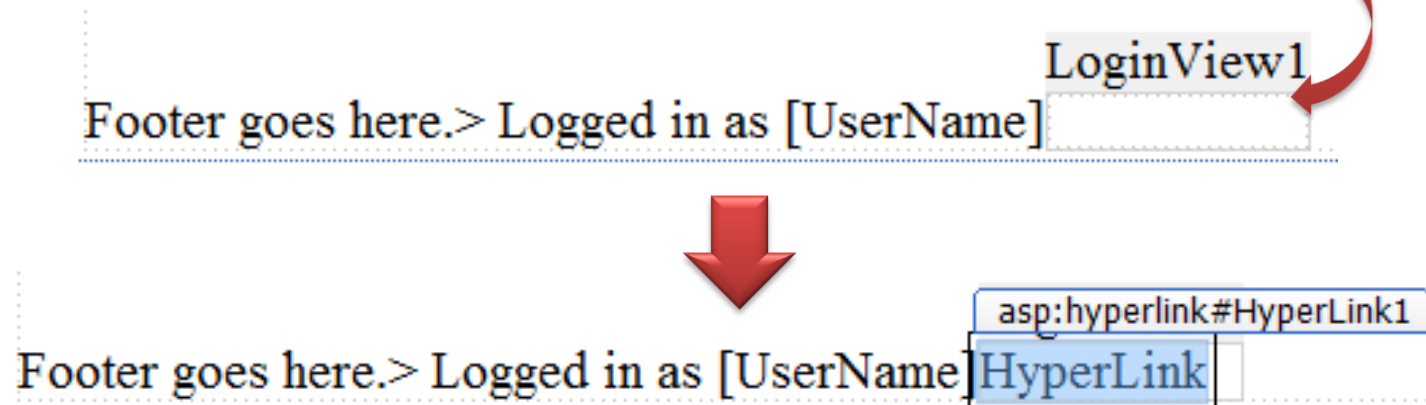 LoginView1
Footer goes here.> Logged in as [UserName]
asp:hyperlink#HyperLink1
Footer goes here.> Logged in as [UserName]HyperLink